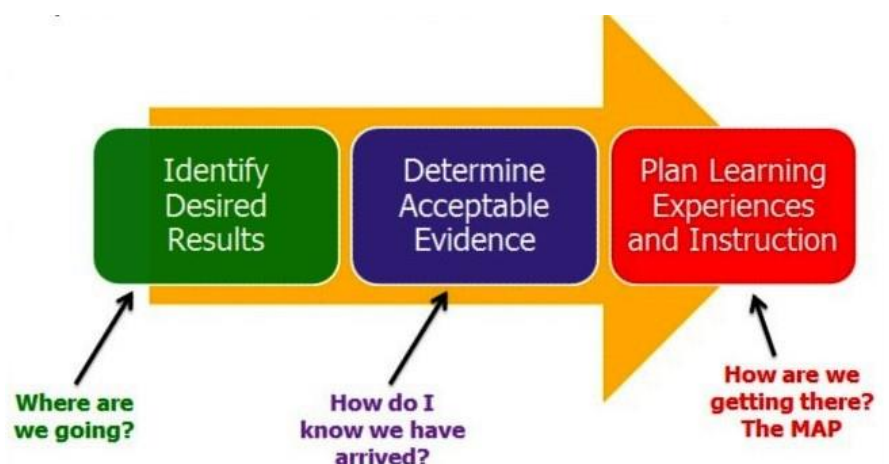 Identify
Desired
Results
Determine
Acceptable
Evidence
Plan Learning
Experiences
and Instruction
Where are
we going?
How do I
know we have
arrived?
How are we
getting there?
The MAP